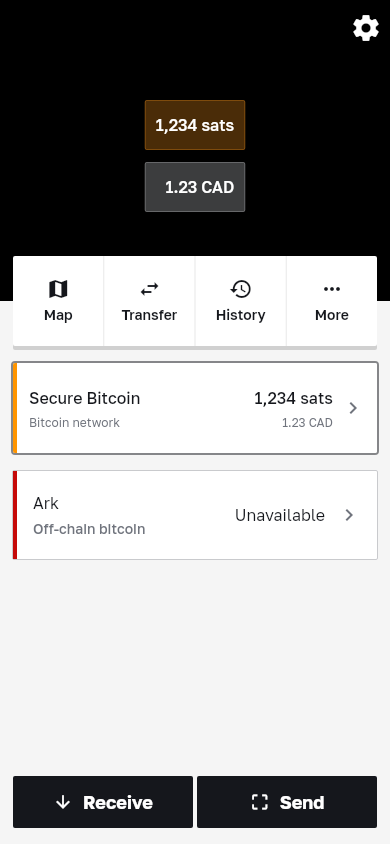 1,234 sats
1.23 CAD
Map
Transfer
History
More
Secure Bitcoin
1,234 sats
Bitcoin network
1.23 CAD
Ark
Unavailable
Off-chain bitcoin
Receive
Send